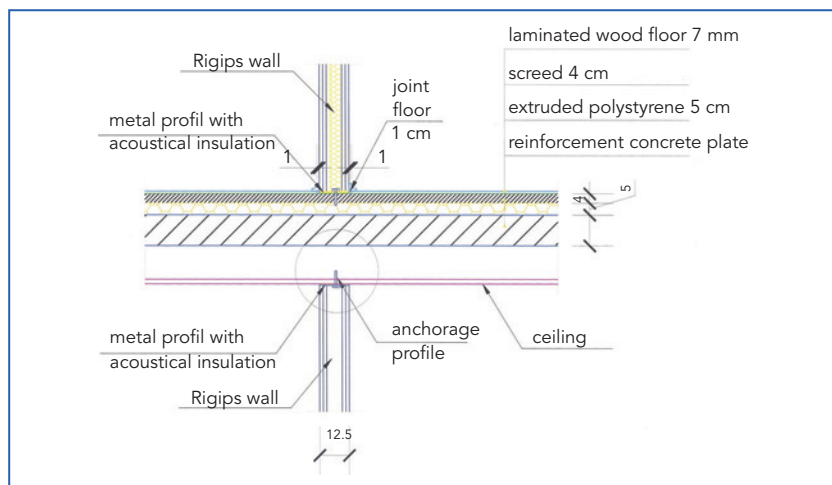 laminated wood floor 7 mm
Rigips wall
screed 4 cm
joint
floor
1 cm
extruded polystyrene 5 cm
metal profil with
acoustical insulation
reinforcement concrete plate
1
1
4
5
metal profil with
acoustical insulation
anchorage
profile
ceiling
Rigips wall
12.5